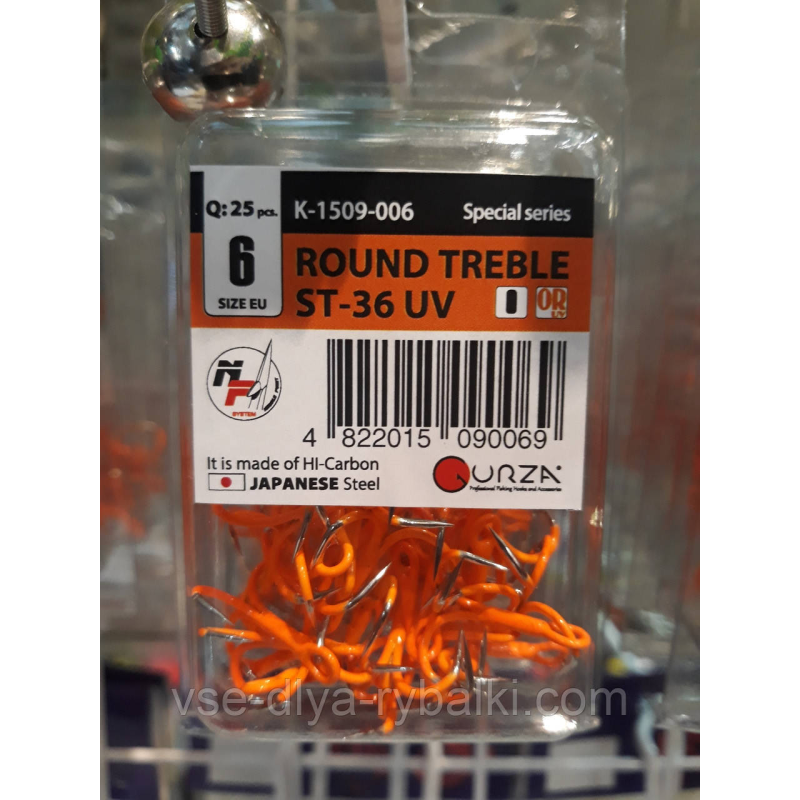 Q: 25 pcs. K-1509-006 Special series
6
SIZE EU
ROUND TREBLE
ST-36 UV OR
UV
NF
SYSTEM
4 822015 090069
It is made of HI-Carbon
JAPANESE Steel
QURZA
Professional Fishing Hooks and Accessories
vse-dlya-rybalki.com